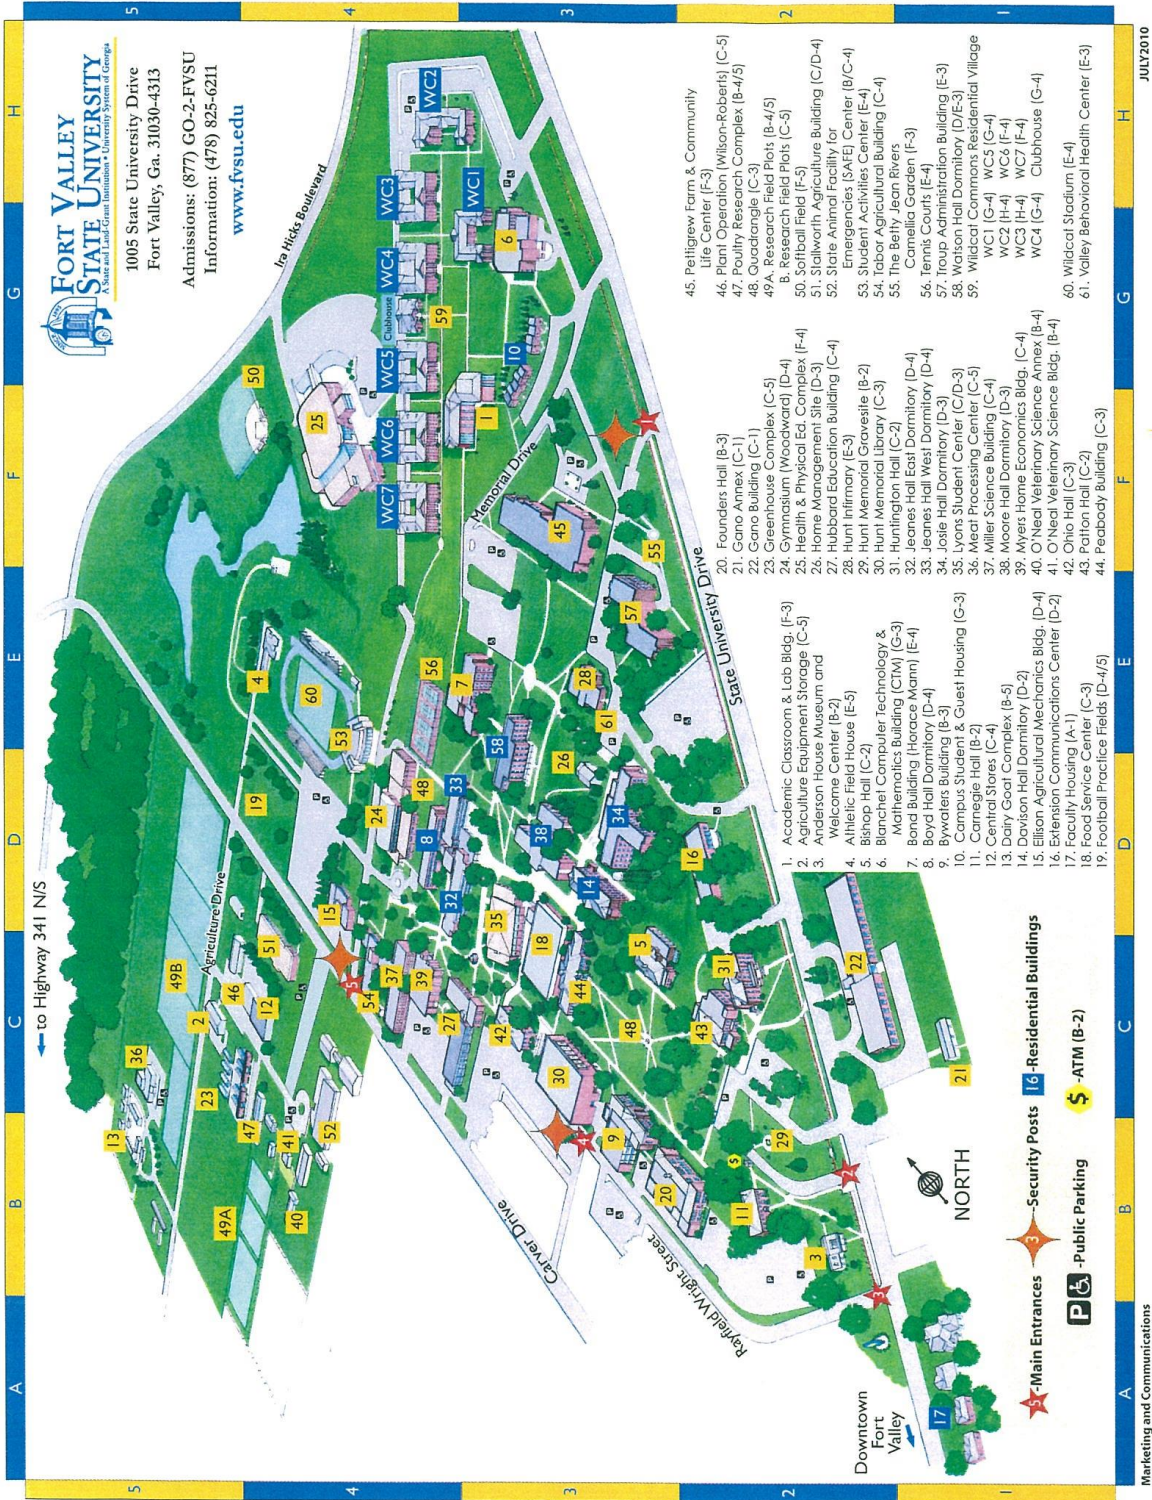 FORT VALLEY
STATE UNIVERSITY
A State and Land-Grant Institution • University System of Georgia
1005 State University Drive
Fort Valley, Ga. 31030-4313
Admissions: (877) GO-2-FVSU
Information: (478) 825-6211
www.fvsu.edu
A
B
C
D
E
F
G
H
5
4
3
2
1
to Highway 341 N/S
Agriculture Drive
Ira Hicks Boulevard
Memorial Drive
State University Drive
Carver Drive
Rayfield Wright Street
Downtown
Fort
Valley
NORTH
Clubhouse
WC1
WC2
WC3
WC4
WC5
WC6
WC7
1. Academic Classroom & Lab Bldg. (F-3)
2. Agriculture Equipment Storage (C-5)
3. Anderson House Museum and
Welcome Center (B-2)
4. Athletic Field House (E-5)
5. Bishop Hall (C-2)
6. Blanchet Computer Technology &
Mathematics Building (CTM) (G-3)
7. Bond Building (Horace Mann) (E-4)
8. Boyd Hall Dormitory (D-4)
9. Bywaters Building (B-3)
10. Campus Student & Guest Housing (G-3)
11. Carnegie Hall (B-2)
12. Central Stores (C-4)
13. Dairy Goat Complex (B-5)
14. Davison Hall Dormitory (D-2)
15. Ellison Agricultural Mechanics Bldg. (D-4)
16. Extension Communications Center (D-2)
17. Faculty Housing (A-1)
18. Food Service Center (C-3)
19. Football Practice Fields (D-4/5)
20. Founders Hall (B-3)
21. Gano Annex (C-1)
22. Gano Building (C-1)
23. Greenhouse Complex (C-5)
24. Gymnasium (Woodward) (D-4)
25. Health & Physical Ed. Complex (F-4)
26. Home Management Site (D-3)
27. Hubbard Education Building (C-4)
28. Hunt Infirmary (E-3)
29. Hunt Memorial Gravesite (B-2)
30. Hunt Memorial Library (C-3)
31. Huntington Hall (C-2)
32. Jeanes Hall East Dormitory (D-4)
33. Jeanes Hall West Dormitory (D-4)
34. Josie Hall Dormitory (D-3)
35. Lyons Student Center (C/D-3)
36. Meat Processing Center (C-5)
37. Miller Science Building (C-4)
38. Moore Hall Dormitory (D-3)
39. Myers Home Economics Bldg. (C-4)
40. O'Neal Veterinary Science Annex (B-4)
41. O'Neal Veterinary Science Bldg. (B-4)
42. Ohio Hall (C-3)
43. Patton Hall (C-2)
44. Peabody Building (C-3)
45. Pettigrew Farm & Community
Life Center (F-3)
46. Plant Operation (Wilson-Roberts) (C-5)
47. Poultry Research Complex (B-4/5)
48. Quadrangle (C-3)
49A. Research Field Plots (B-4/5)
B. Research Field Plots (C-5)
50. Softball Field (F-5)
51. Stallworth Agriculture Building (C/D-4)
52. State Animal Facility for
Emergencies (SAFE) Center (B/C-4)
53. Student Activities Center (E-4)
54. Tabor Agricultural Building (C-4)
55. The Betty Jean Rivers
Camellia Garden (F-3)
56. Tennis Courts (E-4)
57. Troup Administration Building (E-3)
58. Watson Hall Dormitory (D/E-3)
59. Wildcat Commons Residential Village
WC1 (G-4) WC5 (G-4)
WC2 (H-4) WC6 (F-4)
WC3 (H-4) WC7 (F-4)
WC4 (G-4) Clubhouse (G-4)
60. Wildcat Stadium (E-4)
61. Valley Behavioral Health Center (E-3)
5 -Main Entrances
3 -Security Posts
16 -Residential Buildings
P -Public Parking
$ -ATM (B-2)
Marketing and Communications
JULY2010